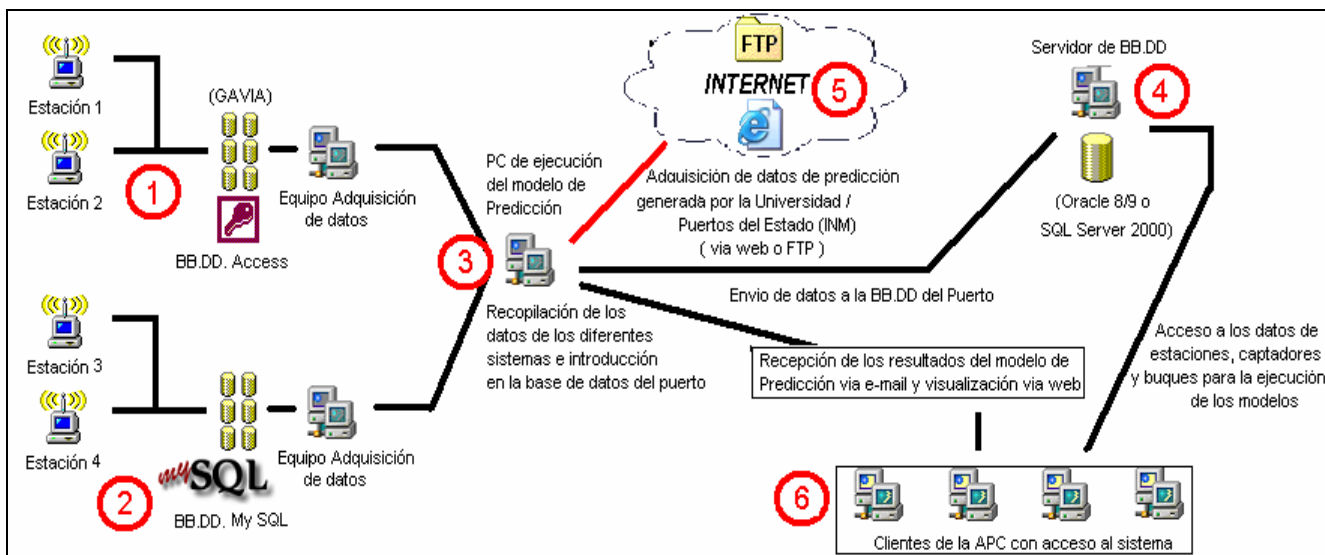 Estación 1
Estación 2
1
(GAVIA)
BB.DD. Access
Equipo Adquisición
de datos
Estación 3
Estación 4
2
mySQL
BB.DD. My SQL
Equipo Adquisición
de datos
PC de ejecución
del modelo de
Predicción
3
Recopilación de los
datos de los diferentes
sistemas e introducción
en la base de datos del puerto
FTP
INTERNET
5
Adquisición de datos de predicción
generada por la Universidad /
Puertos del Estado (INM)
( via web o FTP )
Servidor de BB.DD
4
(Oracle 8/9 o
SQL Server 2000)
Envio de datos a la BB.DD del Puerto
Recepción de los resultados del modelo de
Predicción via e-mail y visualización via web
Acceso a los datos de
estaciones, captadores
y buques para la ejecución
de los modelos
6
Clientes de la APC con acceso al sistema